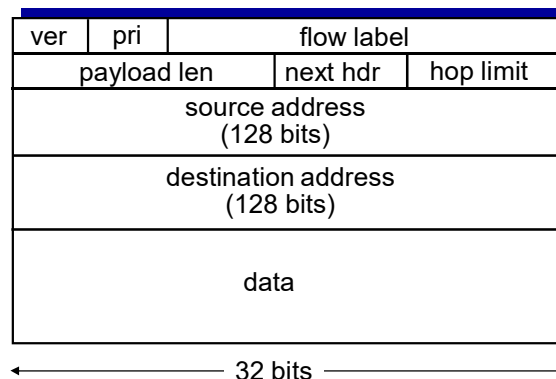 ver pri flow label
payload len next hdr hop limit
source address
(128 bits)
destination address
(128 bits)
data
32 bits